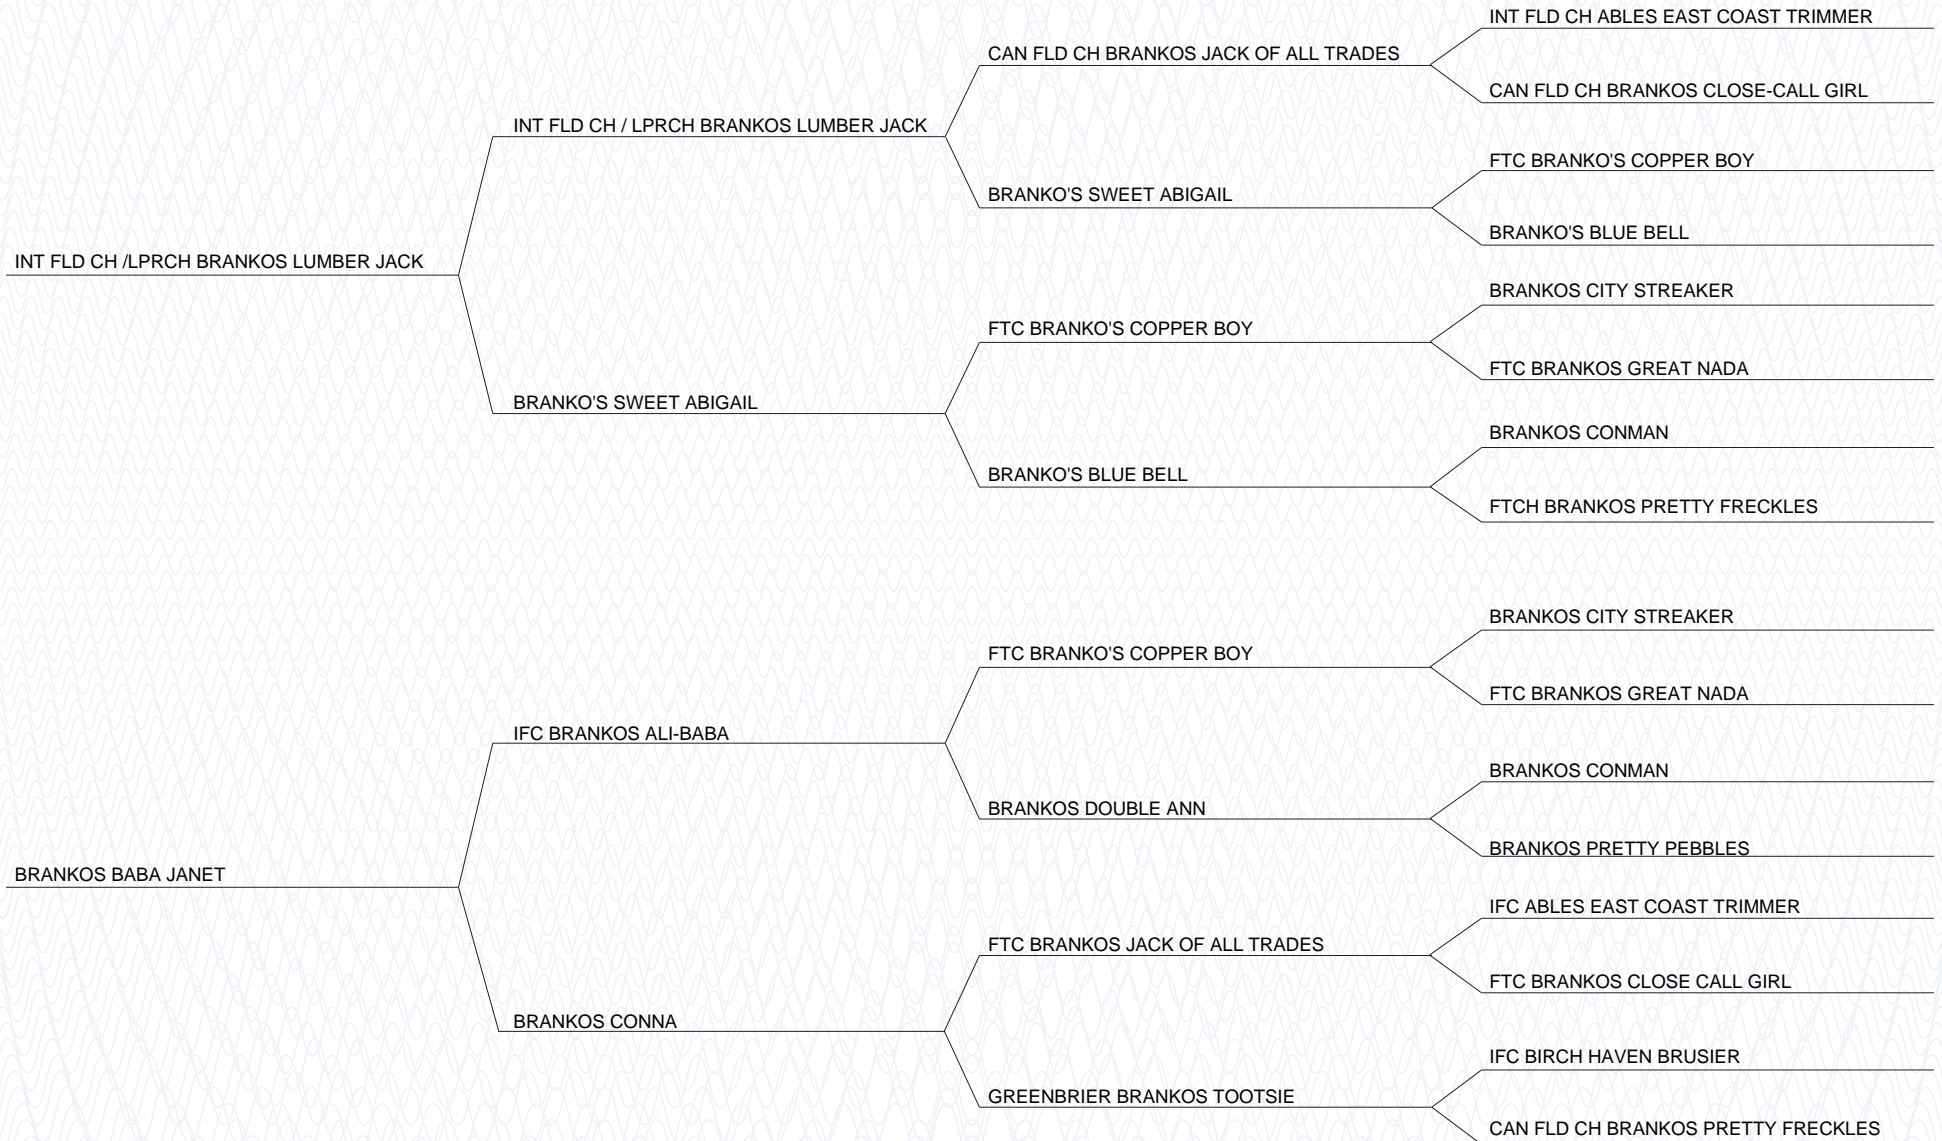 INT FLD CH ABLES EAST COAST TRIMMER
CAN FLD CH BRANKOS JACK OF ALL TRADES
CAN FLD CH BRANKOS CLOSE-CALL GIRL
INT FLD CH / LPRCH BRANKOS LUMBER JACK
FTC BRANKO'S COPPER BOY
BRANKO'S SWEET ABIGAIL
BRANKO'S BLUE BELL
INT FLD CH /LPRCH BRANKOS LUMBER JACK
BRANKOS CITY STREAKER
FTC BRANKO'S COPPER BOY
FTC BRANKOS GREAT NADA
BRANKO'S SWEET ABIGAIL
BRANKOS CONMAN
BRANKO'S BLUE BELL
FTCH BRANKOS PRETTY FRECKLES
BRANKOS CITY STREAKER
FTC BRANKO'S COPPER BOY
FTC BRANKOS GREAT NADA
IFC BRANKOS ALI-BABA
BRANKOS CONMAN
BRANKOS DOUBLE ANN
BRANKOS PRETTY PEBBLES
BRANKOS BABA JANET
IFC ABLES EAST COAST TRIMMER
FTC BRANKOS JACK OF ALL TRADES
FTC BRANKOS CLOSE CALL GIRL
BRANKOS CONNA
IFC BIRCH HAVEN BRUSIER
GREENBRIER BRANKOS TOOTSIE
CAN FLD CH BRANKOS PRETTY FRECKLES